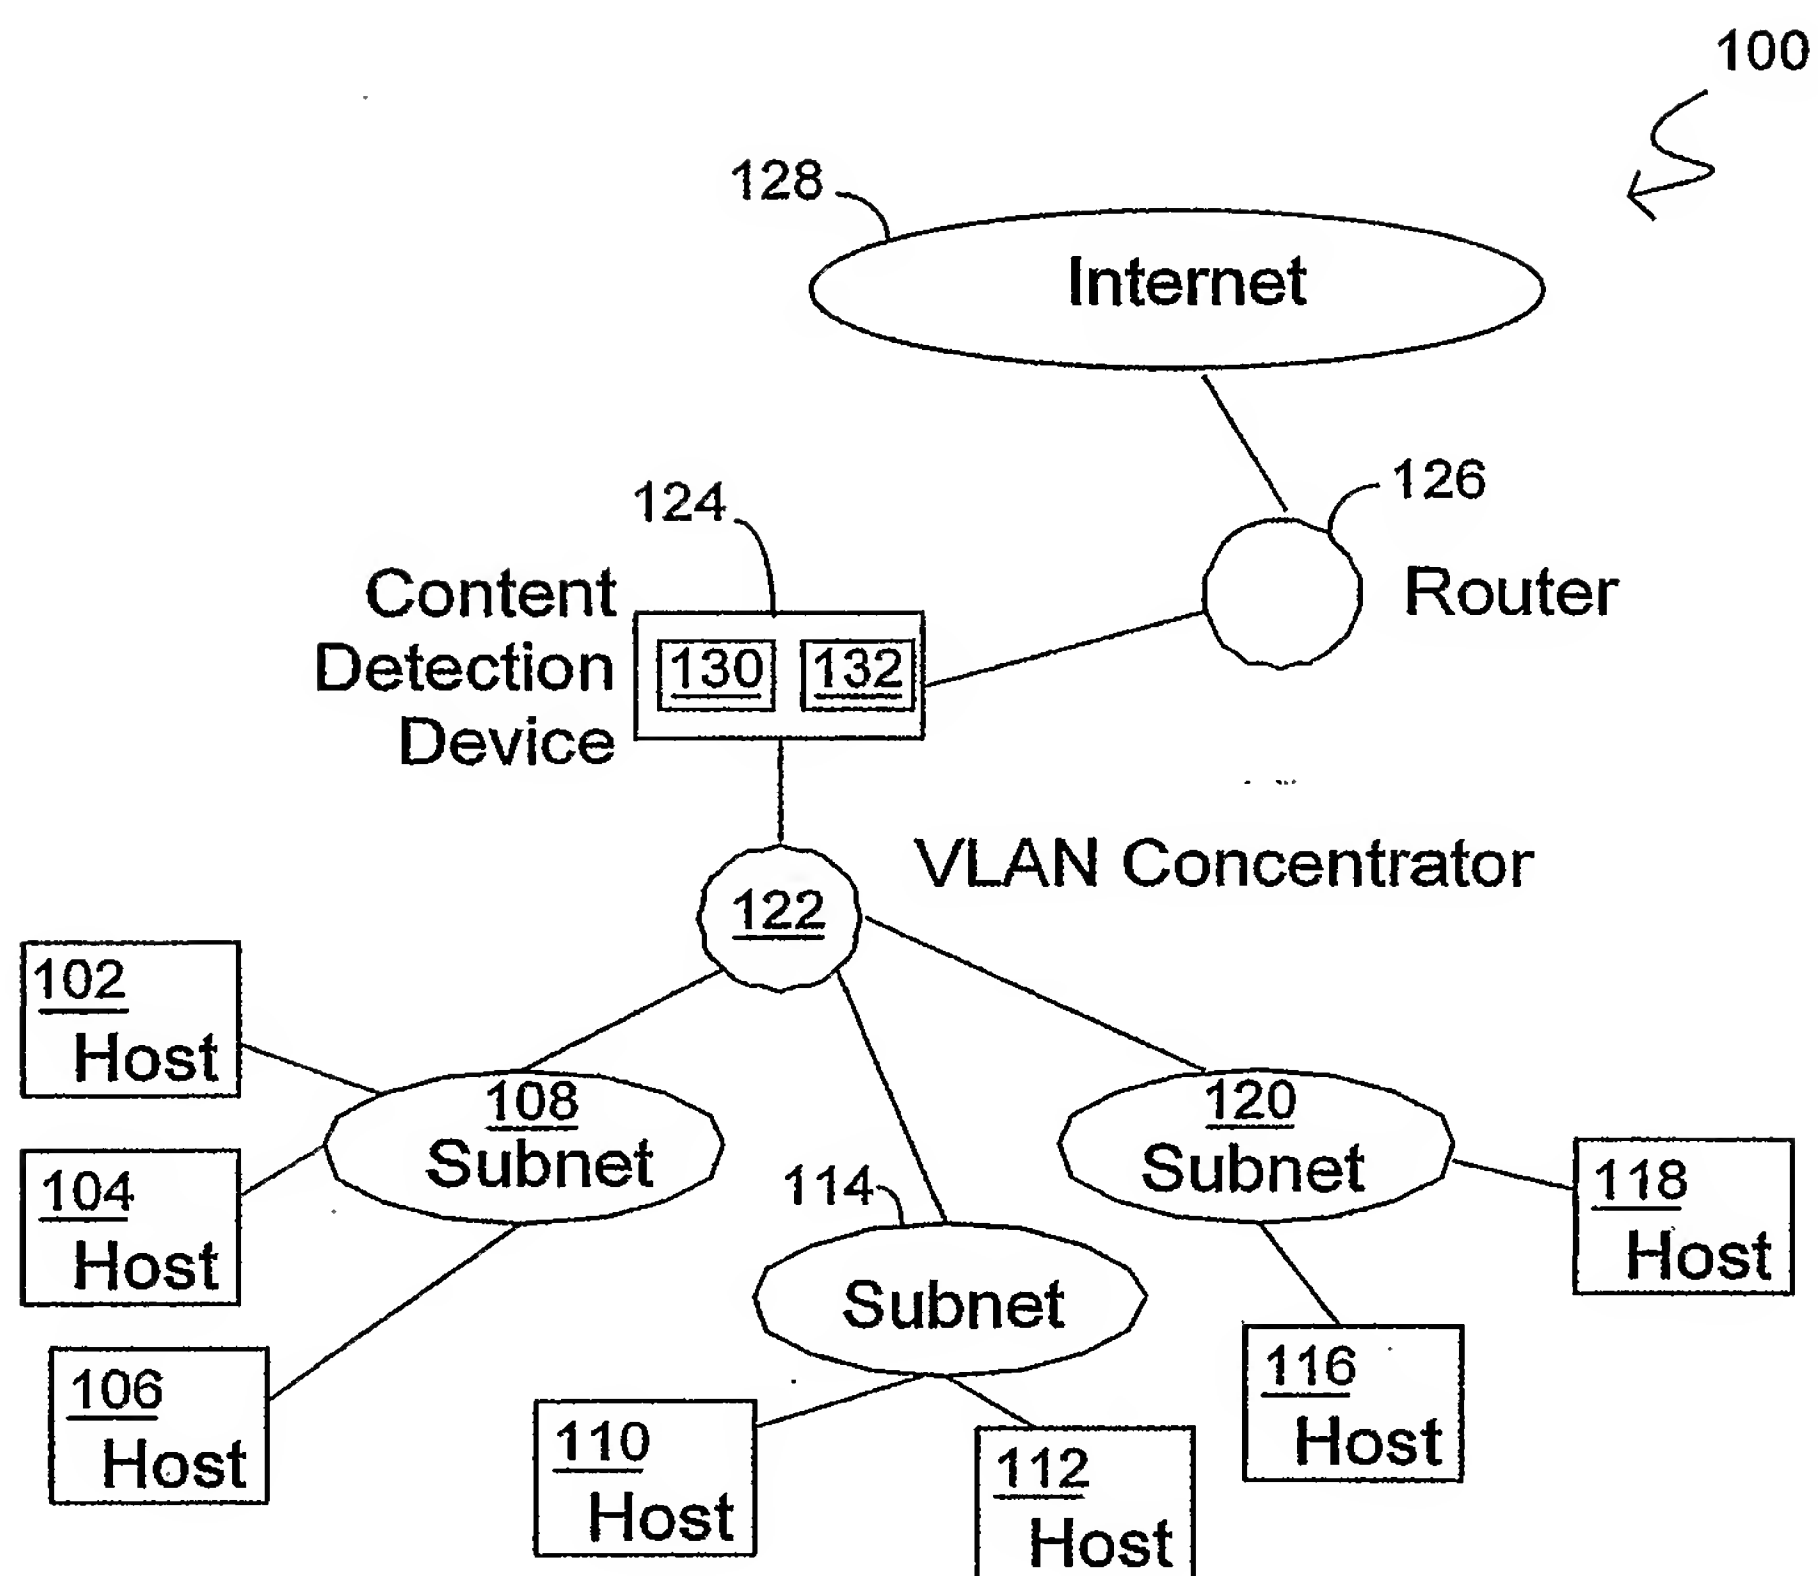 100
128
Internet
126
Router
124
Content
Detection
Device
130 132
VLAN Concentrator
122
102
Host
108
Subnet
104
Host
106
Host
114
Subnet
120
Subnet
118
Host
110
Host
112
Host
116
Host